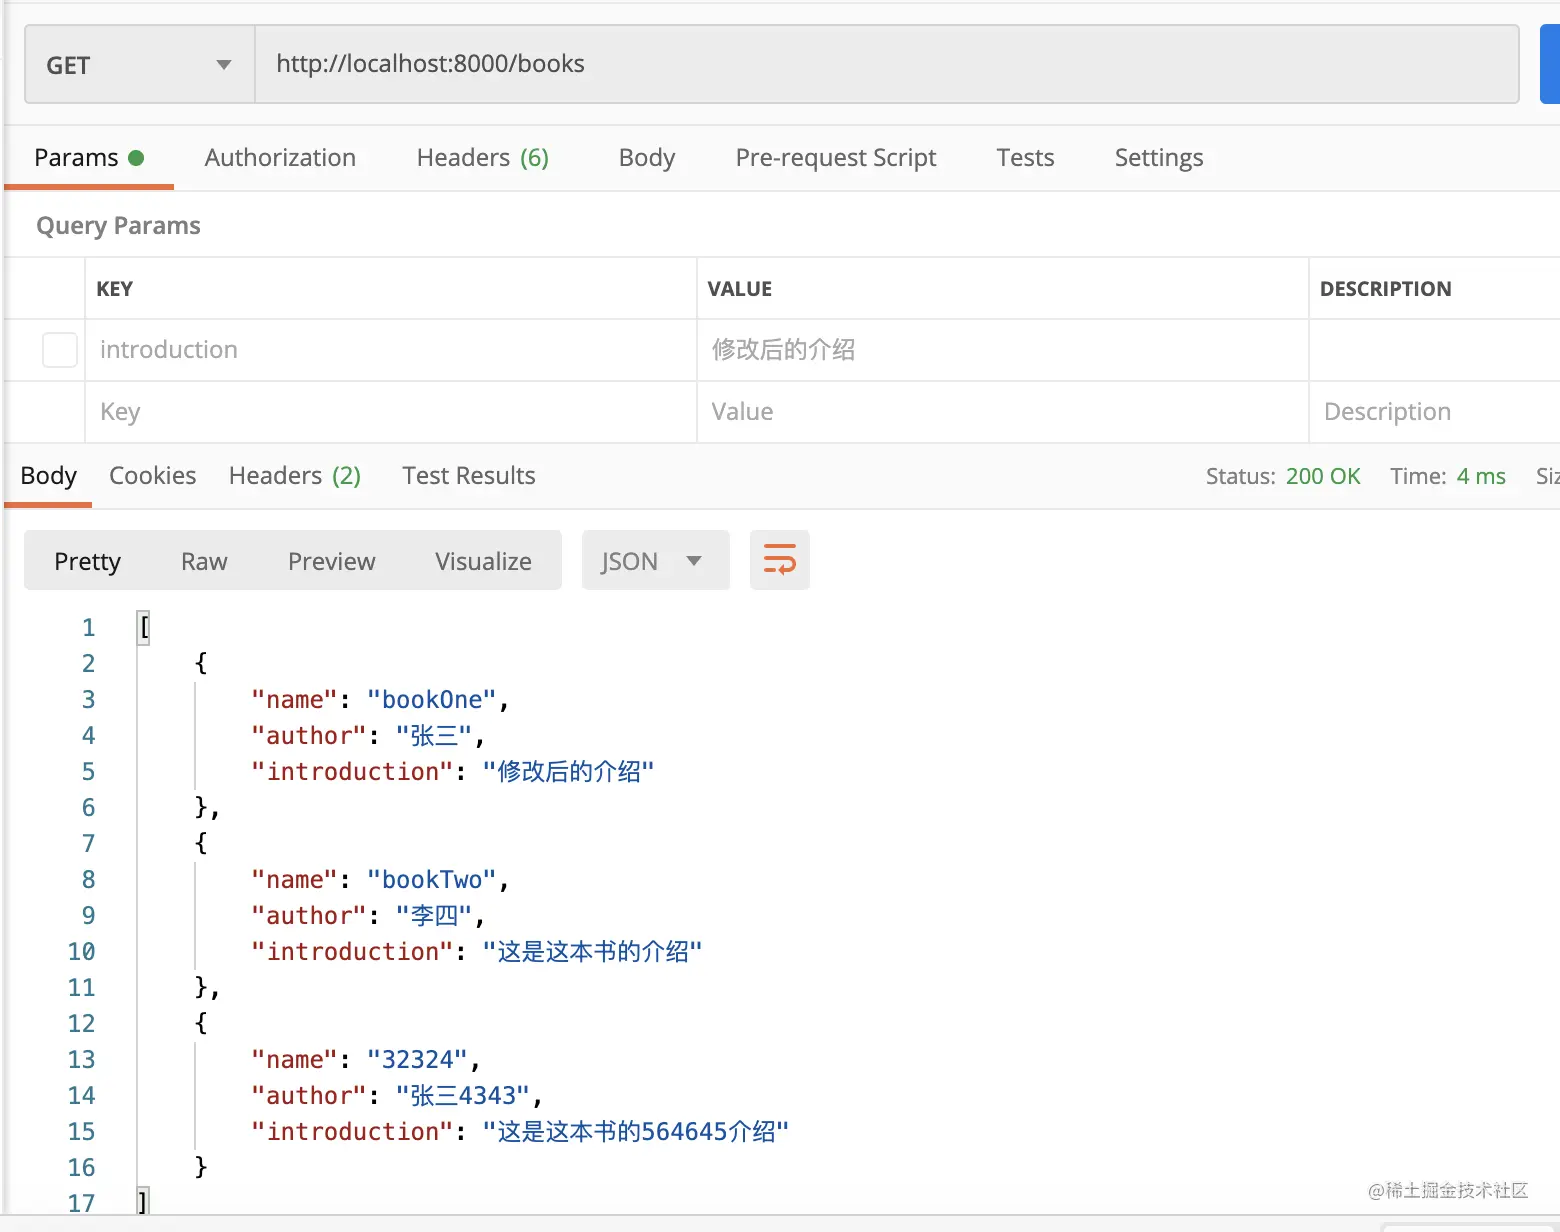 GET http://localhost:8000/books
Params Authorization Headers (6) Body Pre-request Script Tests Settings
Query Params
KEY VALUE DESCRIPTION
introduction 修改后的介绍
Key Value Description
Body Cookies Headers (2) Test Results Status: 200 OK Time: 4 ms
Pretty Raw Preview Visualize JSON
1 [
2 {
3 "name": "bookOne",
4 "author": "张三",
5 "introduction": "修改后的介绍"
6 },
7 {
8 "name": "bookTwo",
9 "author": "李四",
10 "introduction": "这是这本书的介绍"
11 },
12 {
13 "name": "32324",
14 "author": "张三4343",
15 "introduction": "这是这本书的564645介绍"
16 }
17 ]
@稀土掘金技术社区